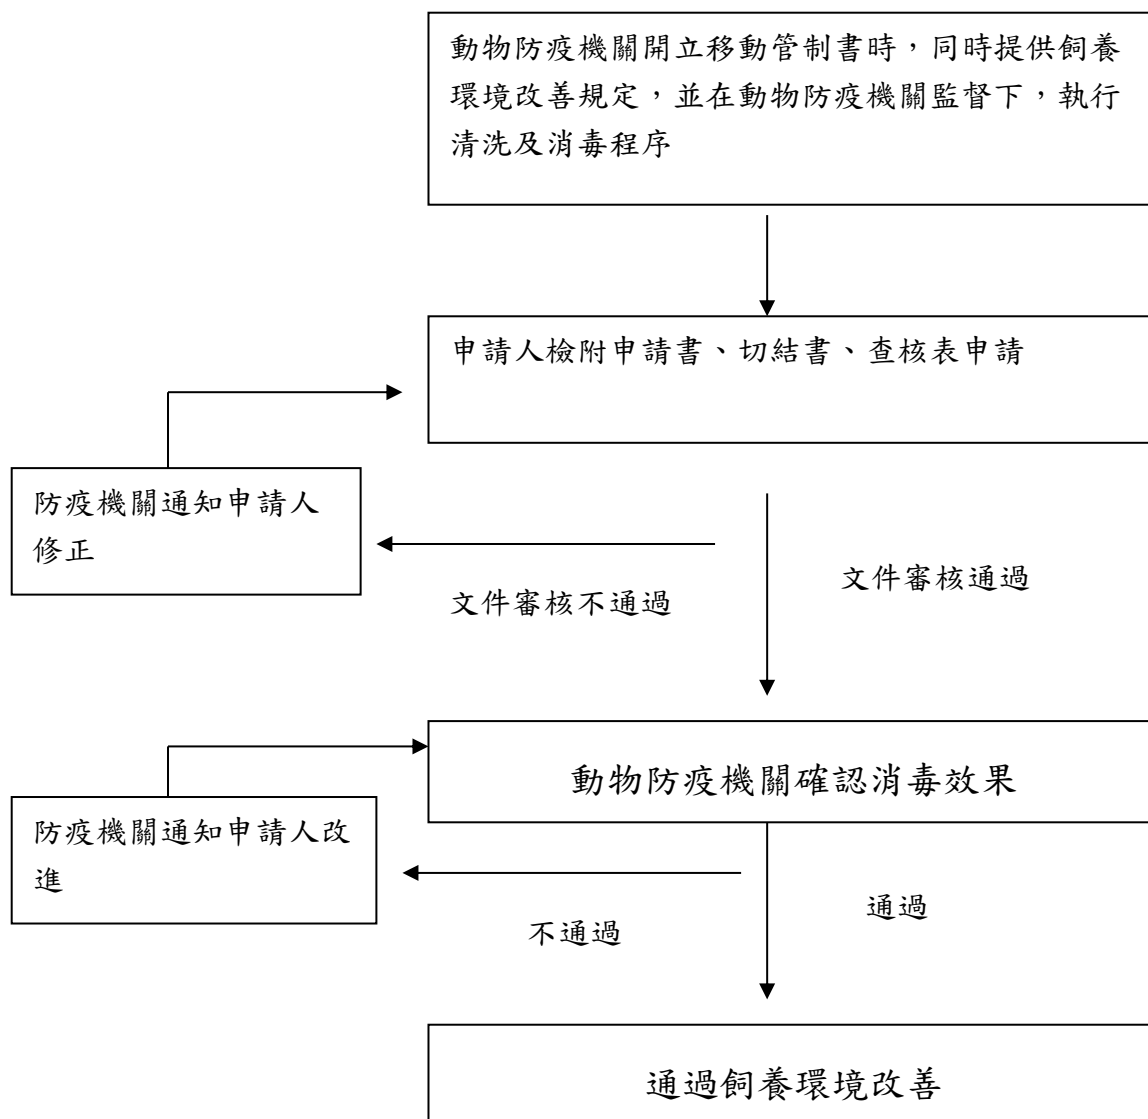 動物防疫機關開立移動管制書時，同時提供飼養
環境改善規定，並在動物防疫機關監督下，執行
清洗及消毒程序
申請人檢附申請書、切結書、查核表申請
防疫機關通知申請人
修正
文件審核不通過
文件審核通過
動物防疫機關確認消毒效果
防疫機關通知申請人改
進
不通過
通過
通過飼養環境改善